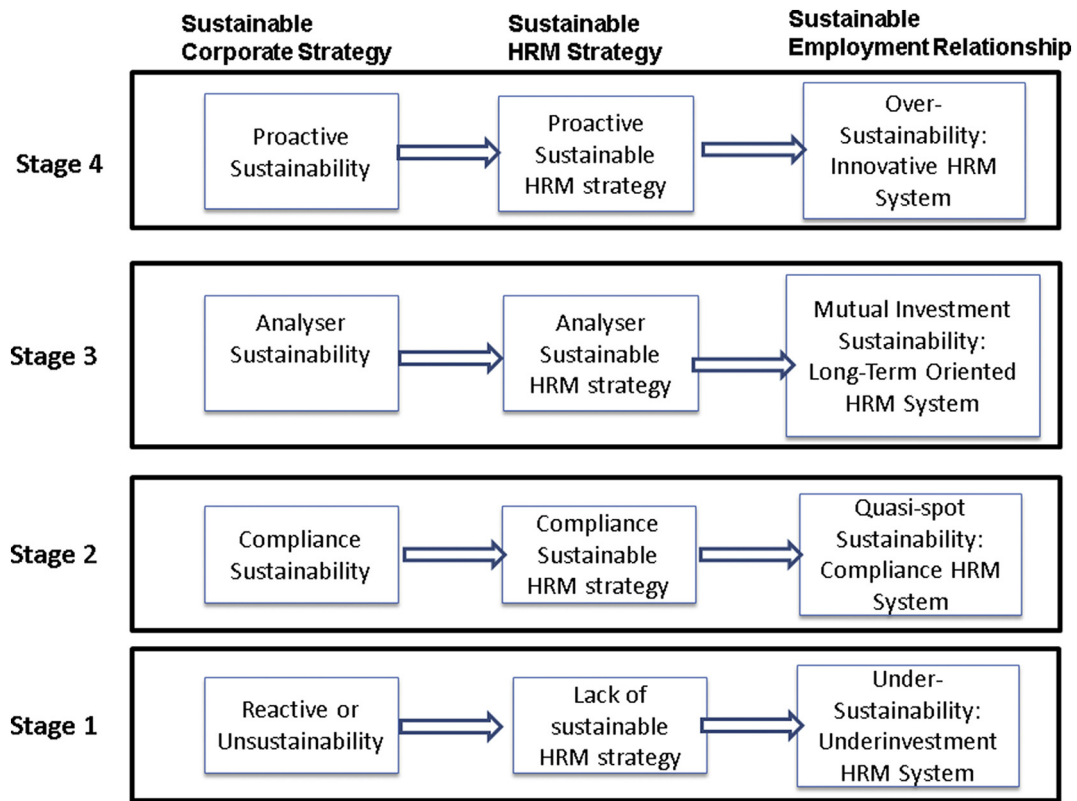 Sustainable
Corporate Strategy
Sustainable
HRM Strategy
Sustainable
Employment Relationship
Stage 4
Proactive
Sustainability
Proactive
Sustainable
HRM strategy
Over-
Sustainability:
Innovative HRM
System
Stage 3
Analyser
Sustainability
Analyser
Sustainable
HRM strategy
Mutual Investment
Sustainability:
Long-Term Oriented
HRM System
Stage 2
Compliance
Sustainability
Compliance
Sustainable
HRM strategy
Quasi-spot
Sustainability:
Compliance HRM
System
Stage 1
Reactive or
Unsustainability
Lack of
sustainable
HRM strategy
Under-
Sustainability:
Underinvestment
HRM System